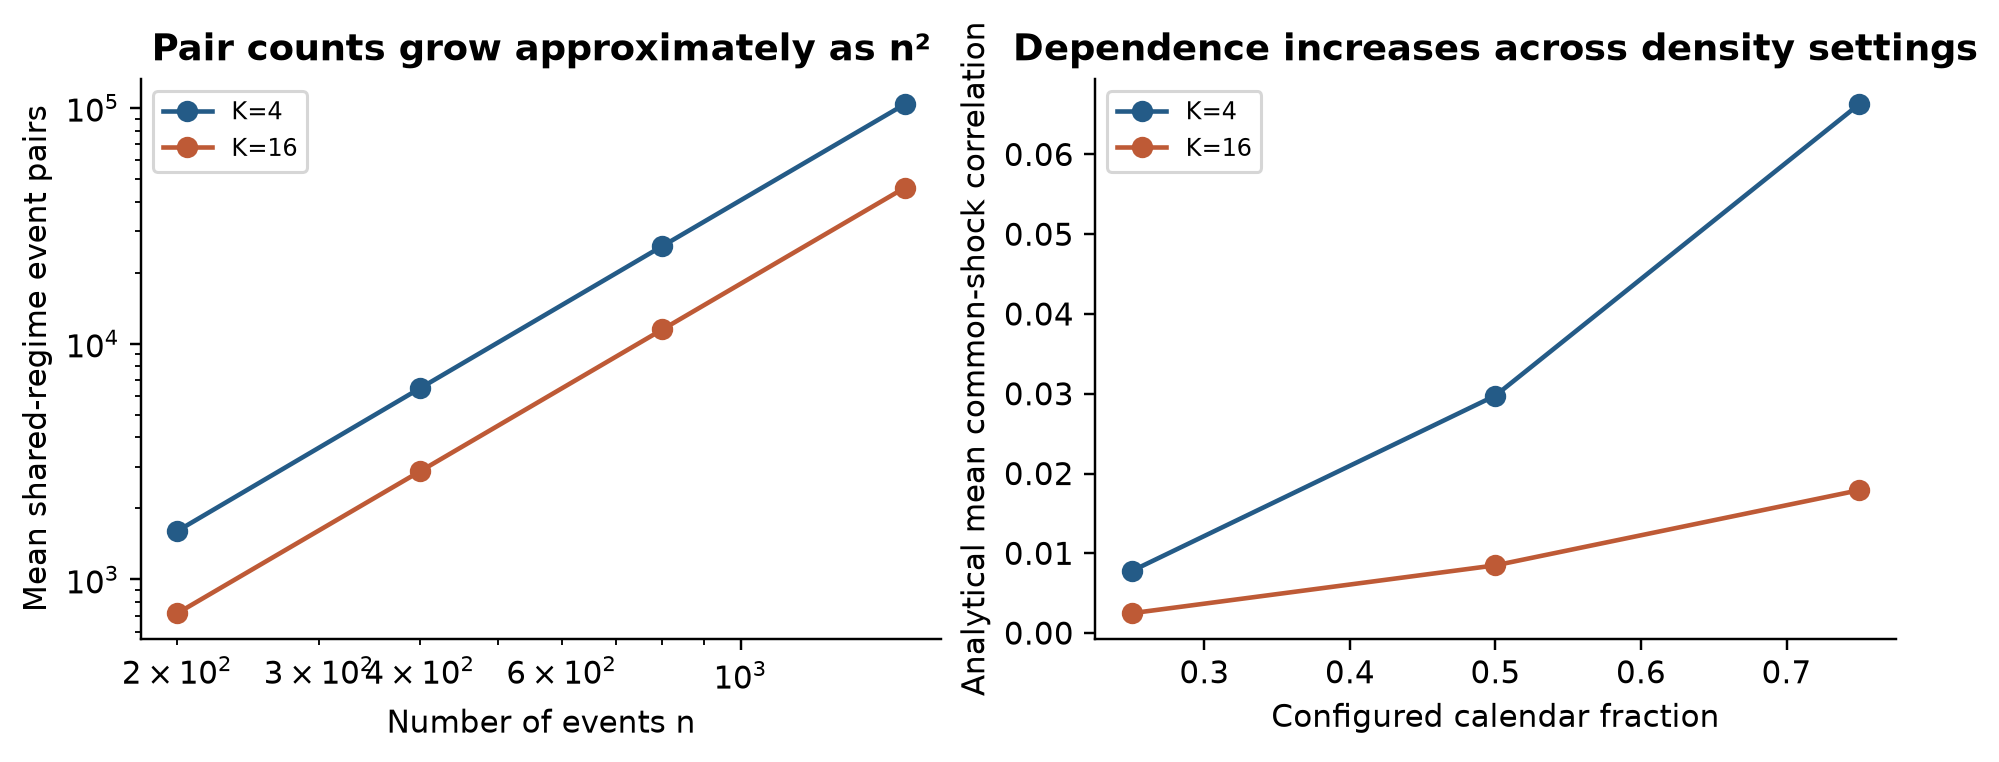 Pair counts grow approximately as n²
Mean shared-regime event pairs
10⁵
10⁴
10³
K=4
K=16
2 × 10²
3 × 10²
4 × 10²
6 × 10²
10³
Number of events n
Dependence increases across density settings
Analytical mean common-shock correlation
0.06
0.05
0.04
0.03
0.02
0.01
0.00
K=4
K=16
0.3
0.4
0.5
0.6
0.7
Configured calendar fraction